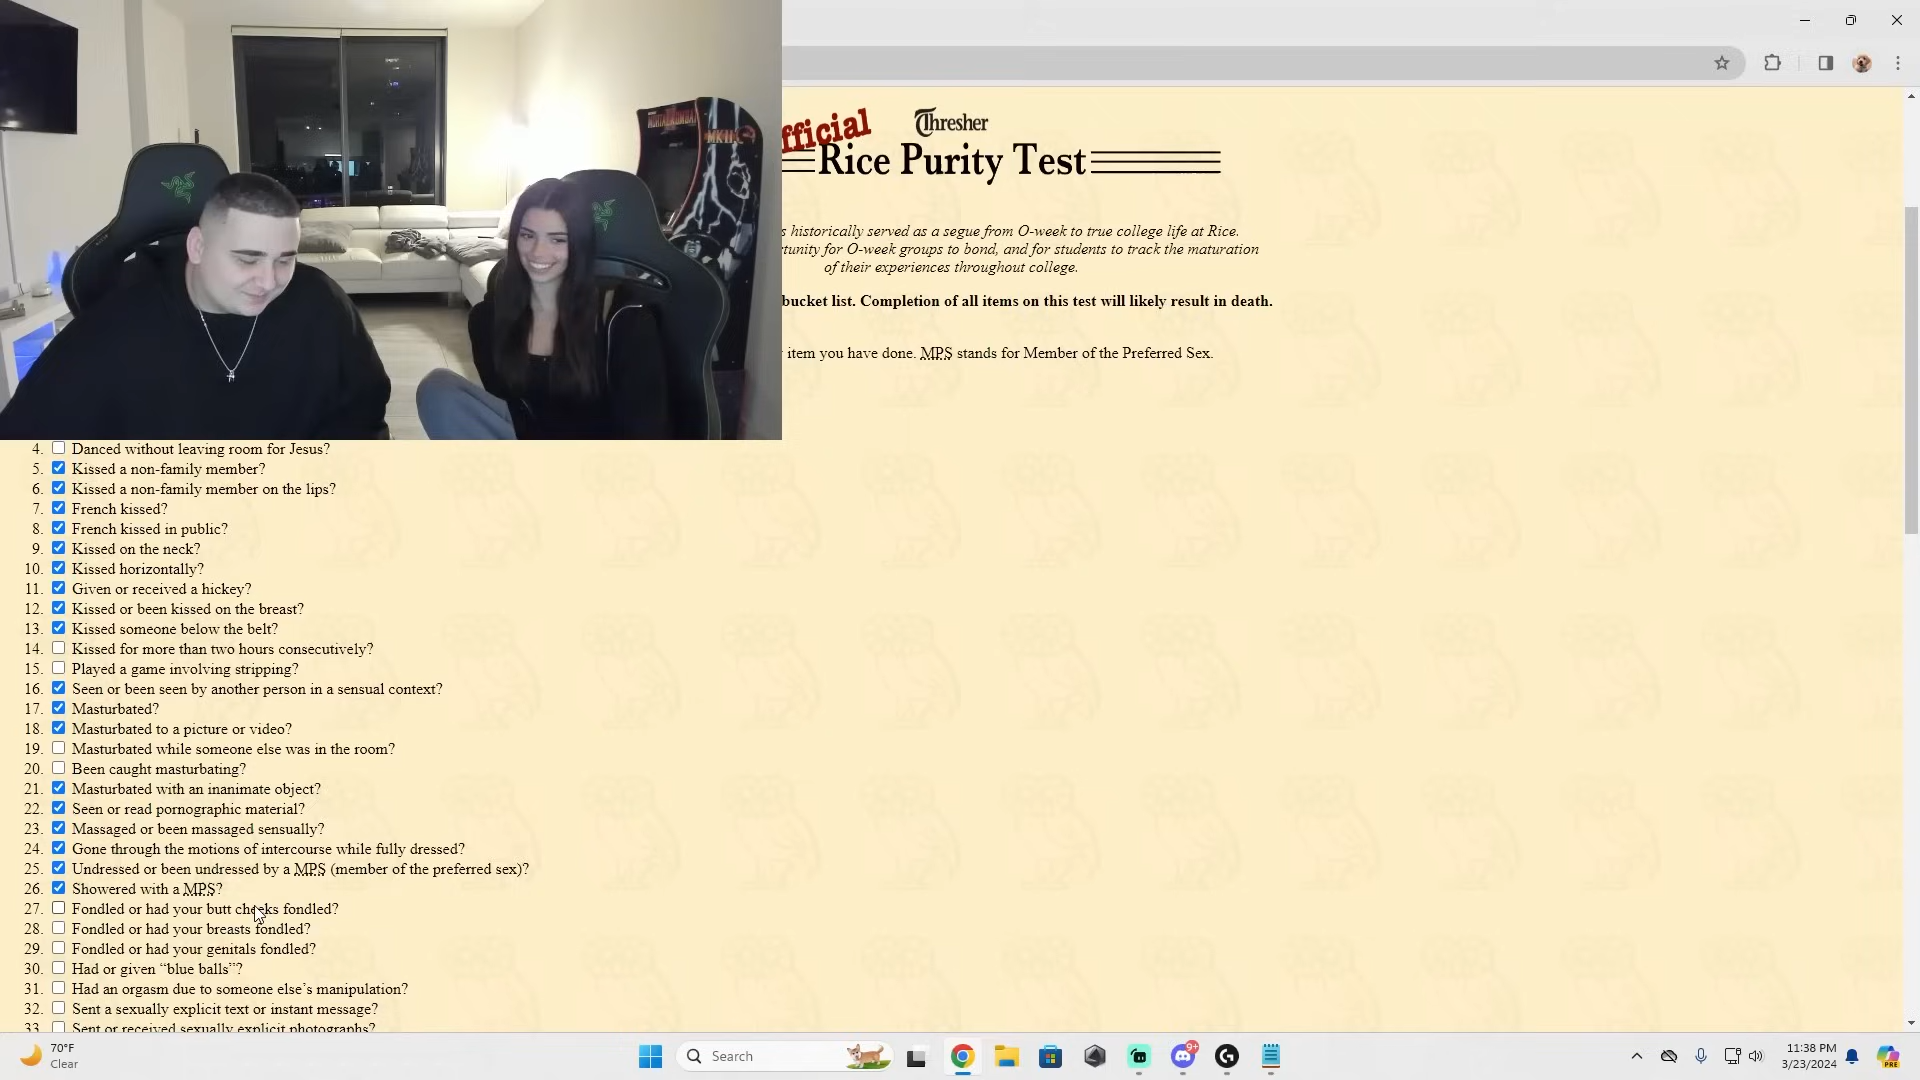 MORTAL KOMBAT
MKII
fficial
Thresher
Rice Purity Test
s historically served as a segue from O-week to true college life at Rice.
tunity for O-week groups to bond, and for students to track the maturation
of their experiences throughout college.
bucket list. Completion of all items on this test will likely result in death.
item you have done. MPS stands for Member of the Preferred Sex.
4. Danced without leaving room for Jesus?
5. Kissed a non-family member?
6. Kissed a non-family member on the lips?
7. French kissed?
8. French kissed in public?
9. Kissed on the neck?
10. Kissed horizontally?
11. Given or received a hickey?
12. Kissed or been kissed on the breast?
13. Kissed someone below the belt?
14. Kissed for more than two hours consecutively?
15. Played a game involving stripping?
16. Seen or been seen by another person in a sensual context?
17. Masturbated?
18. Masturbated to a picture or video?
19. Masturbated while someone else was in the room?
20. Been caught masturbating?
21. Masturbated with an inanimate object?
22. Seen or read pornographic material?
23. Massaged or been massaged sensually?
24. Gone through the motions of intercourse while fully dressed?
25. Undressed or been undressed by a MPS (member of the preferred sex)?
26. Showered with a MPS?
27. Fondled or had your butt cheeks fondled?
28. Fondled or had your breasts fondled?
29. Fondled or had your genitals fondled?
30. Had or given “blue balls”?
31. Had an orgasm due to someone else’s manipulation?
32. Sent a sexually explicit text or instant message?
33. Sent or received sexually explicit photographs?
70°F
Clear
Search
9+
PRE
11:38 PM
3/23/2024